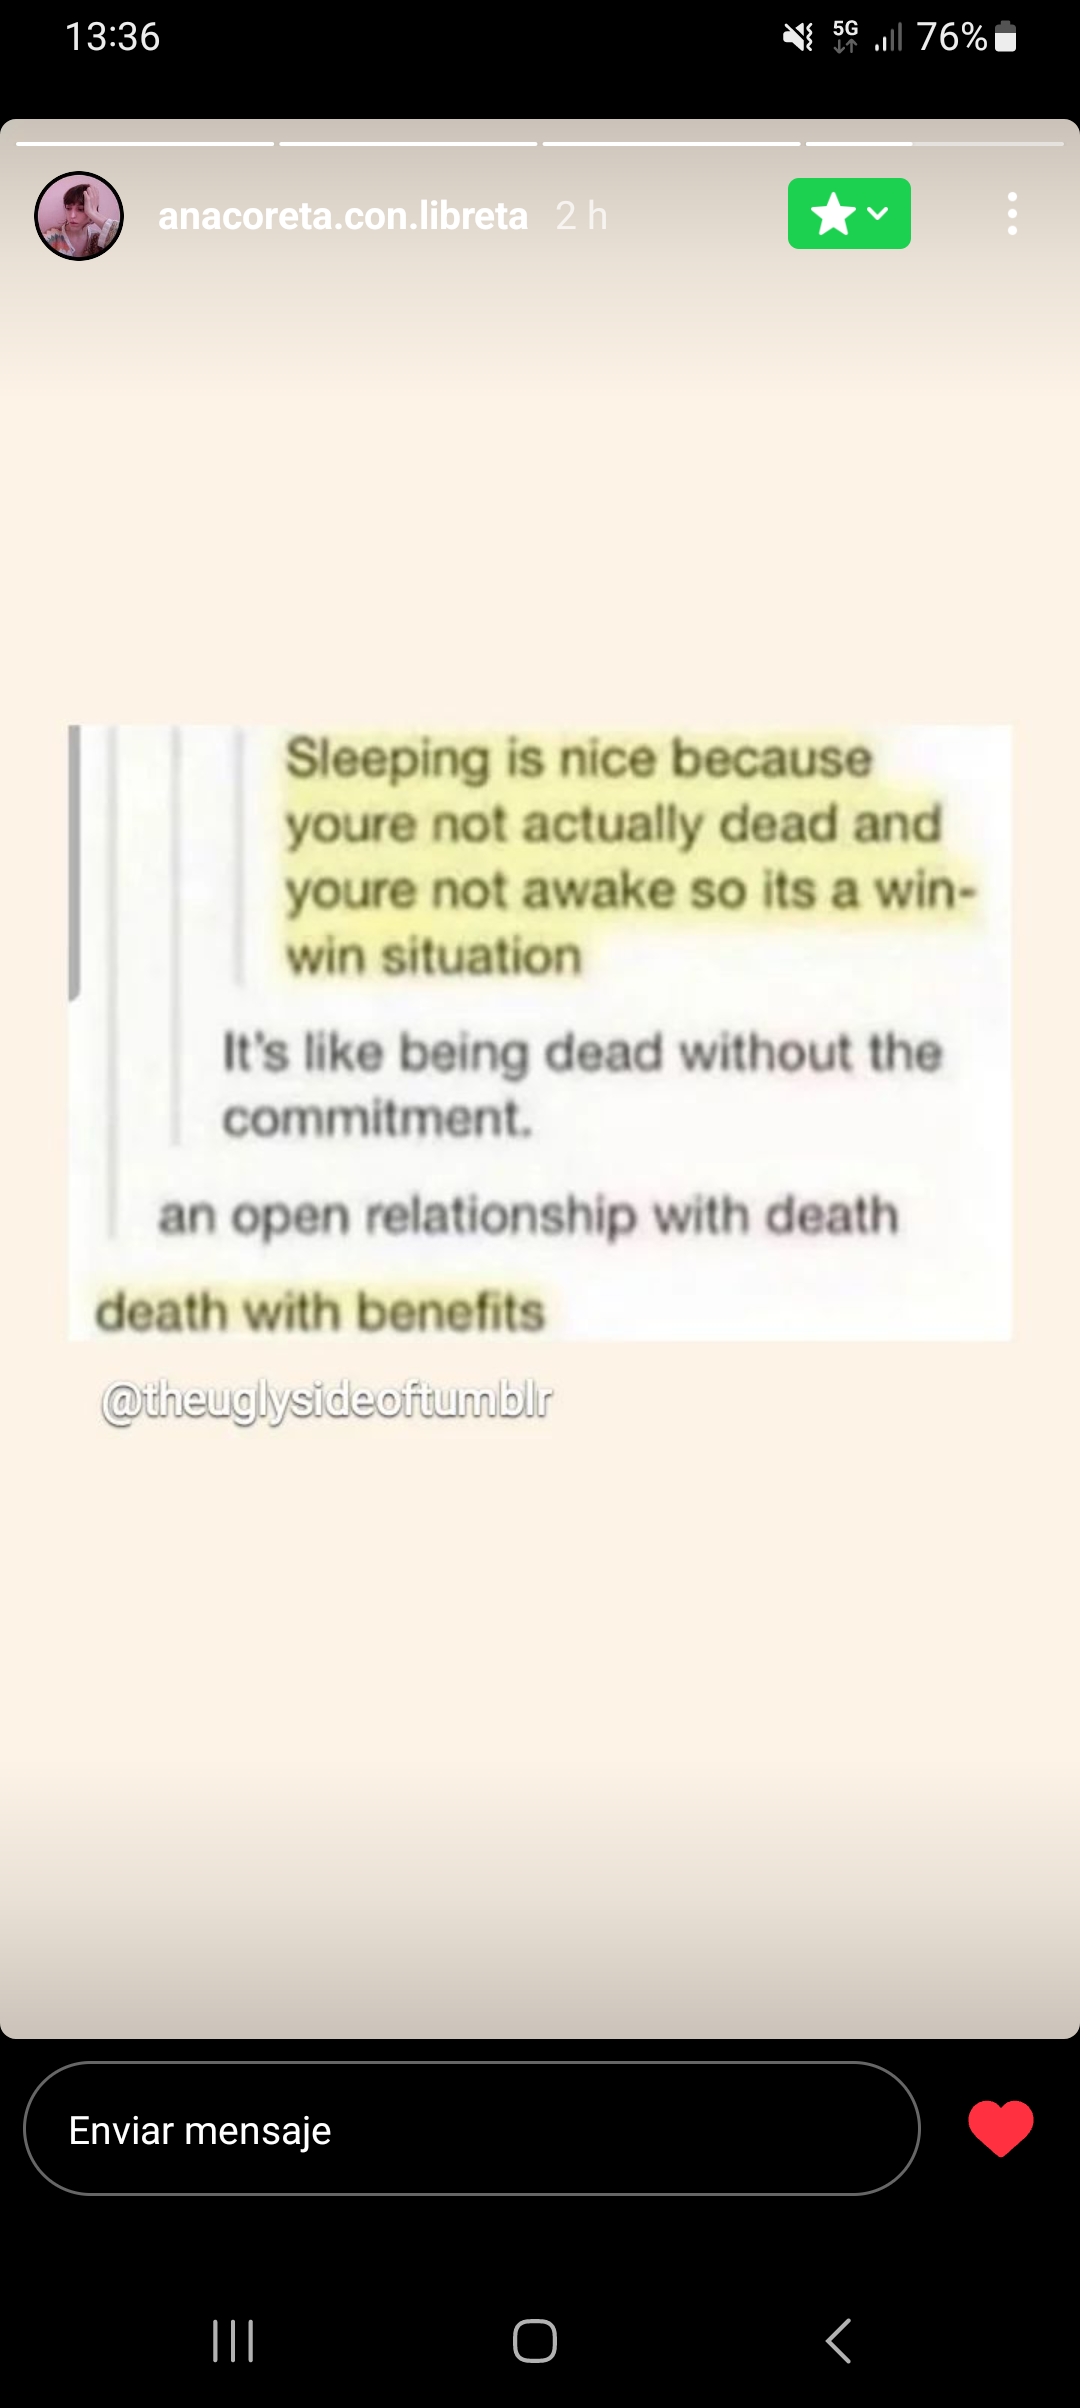 13:36
5G
76%
anacoreta.con.libreta 2 h
Sleeping is nice because
youre not actually dead and
youre not awake so its a win-
win situation
It's like being dead without the
commitment.
an open relationship with death
death with benefits
@theuglysideoftumblr
Enviar mensaje